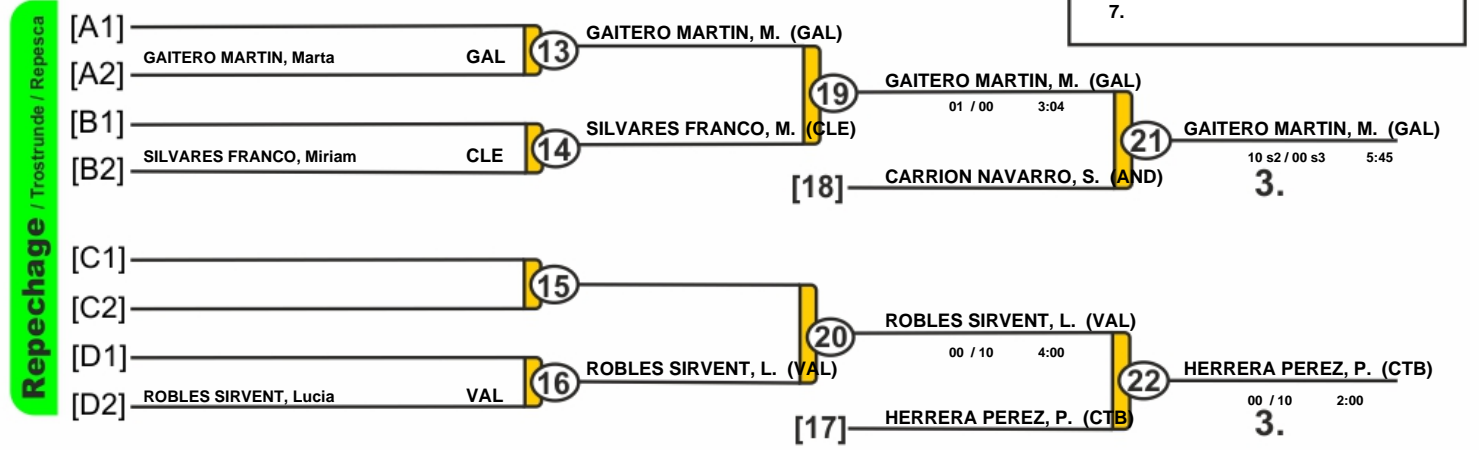 Repechage / Trostrunde / Repesca
7.
[A1]
GAITERO MARTIN, Marta GAL
[A2]
13
GAITERO MARTIN, M. (GAL)
[B1]
SILVARES FRANCO, Miriam CLE
[B2]
14
SILVARES FRANCO, M. (CLE)
19
GAITERO MARTIN, M. (GAL)
01 / 00 3:04
[18] CARRION NAVARRO, S. (AND)
21
GAITERO MARTIN, M. (GAL)
10 s2 / 00 s3 5:45
3.
[C1]
[C2]
15
[D1]
ROBLES SIRVENT, Lucia VAL
[D2]
16
ROBLES SIRVENT, L. (VAL)
20
ROBLES SIRVENT, L. (VAL)
00 / 10 4:00
[17] HERRERA PEREZ, P. (CTB)
22
HERRERA PEREZ, P. (CTB)
00 / 10 2:00
3.